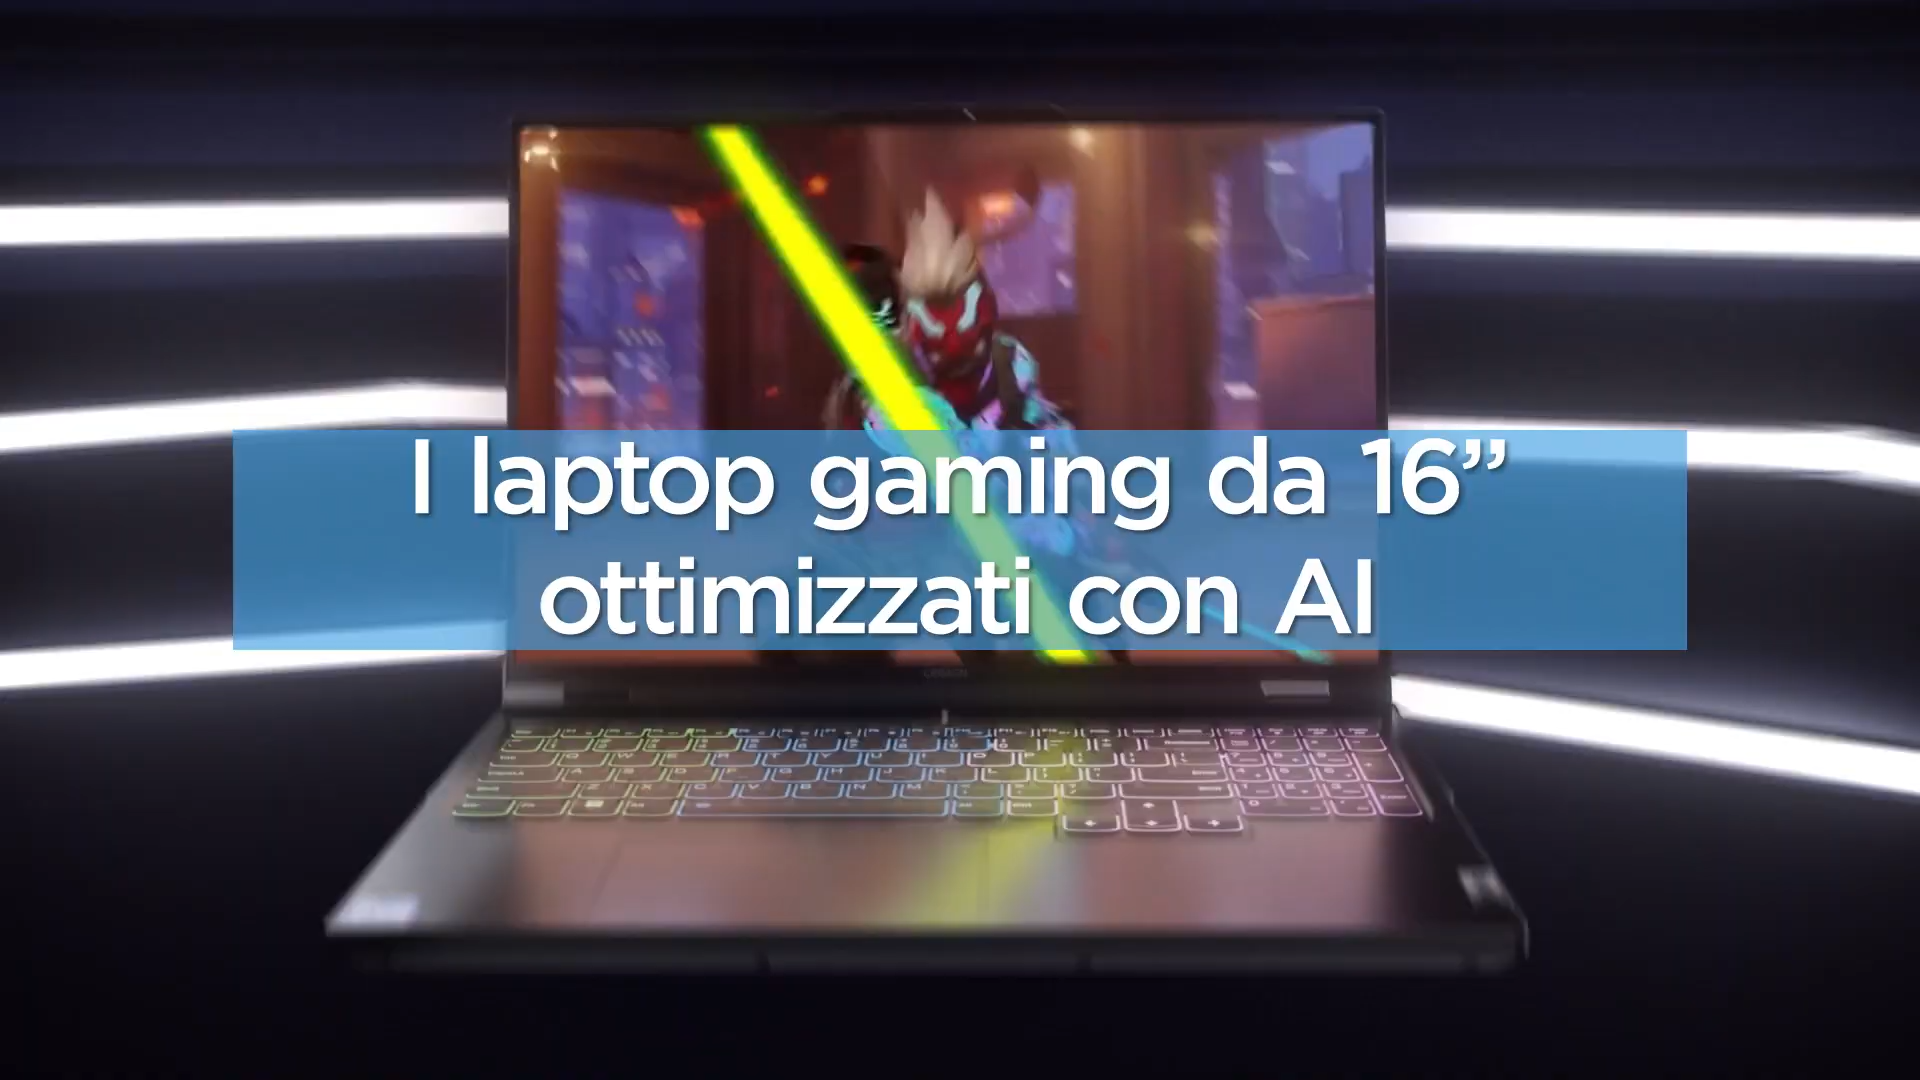 I laptop gaming da 16”
ottimizzati con AI